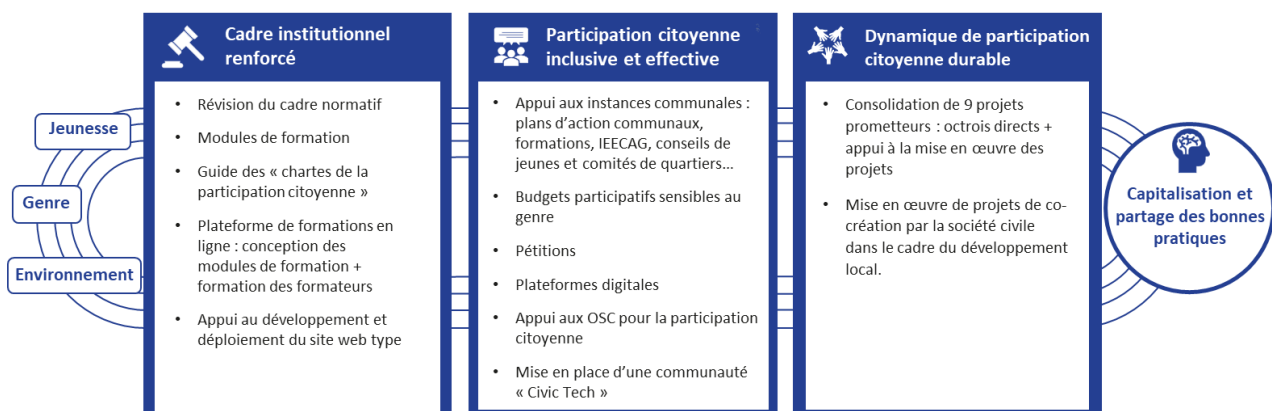 Jeunesse
Genre
Environnement
Cadre institutionnel
renforcé
• Révision du cadre normatif
• Modules de formation
• Guide des « chartes de la
participation citoyenne »
• Plateforme de formations en
ligne : conception des
modules de formation +
formation des formateurs
• Appui au développement et
déploiement du site web type
Participation citoyenne
inclusive et effective
• Appui aux instances communales :
plans d’action communaux,
formations, IEECAG, conseils de
jeunes et comités de quartiers…
• Budgets participatifs sensibles au
genre
• Pétitions
• Plateformes digitales
• Appui aux OSC pour la participation
citoyenne
• Mise en place d’une communauté
« Civic Tech »
Dynamique de participation
citoyenne durable
• Consolidation de 9 projets
prometteurs : octrois directs +
appui à la mise en œuvre des
projets
• Mise en œuvre de projets de co-
création par la société civile
dans le cadre du développement
local.
Capitalisation et
partage des bonnes
pratiques